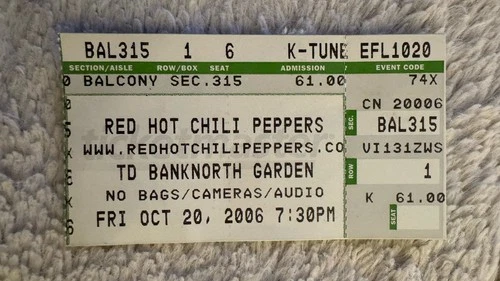 BAL315 1 6 K-TUNE EFL1020
SECTION/AISLE ROW/BOX SEAT ADMISSION EVENT CODE
BALCONY SEC.315 61.00 74X
CN 20006
RED HOT CHILI PEPPERS
SEC. BAL315
WWW.REDHOTCHILIPEPPERS.CO
VI131ZWS
TD BANKNORTH GARDEN
ROW 1
NO BAGS/CAMERAS/AUDIO
K 61.00
FRI OCT 20, 2006 7:30PM
SEAT